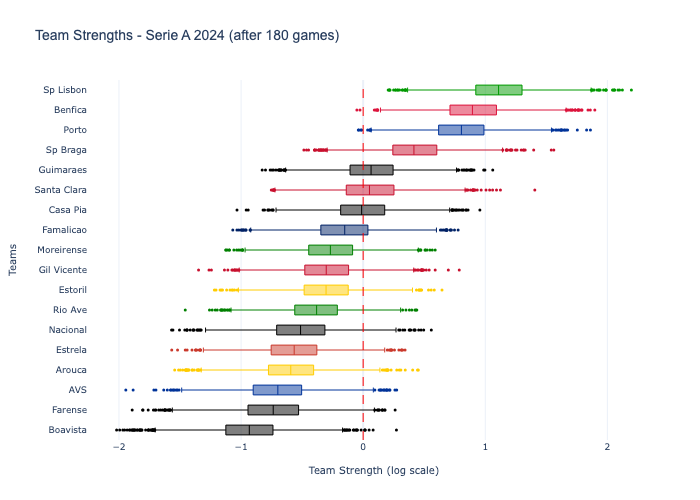 Team Strengths - Serie A 2024 (after 180 games)
Sp Lisbon
Benfica
Porto
Sp Braga
Guimaraes
Santa Clara
Casa Pia
Famalicao
Moreirense
Gil Vicente
Estoril
Rio Ave
Nacional
Estrela
Arouca
AVS
Farense
Boavista
Teams
−2 −1 0 1 2
Team Strength (log scale)